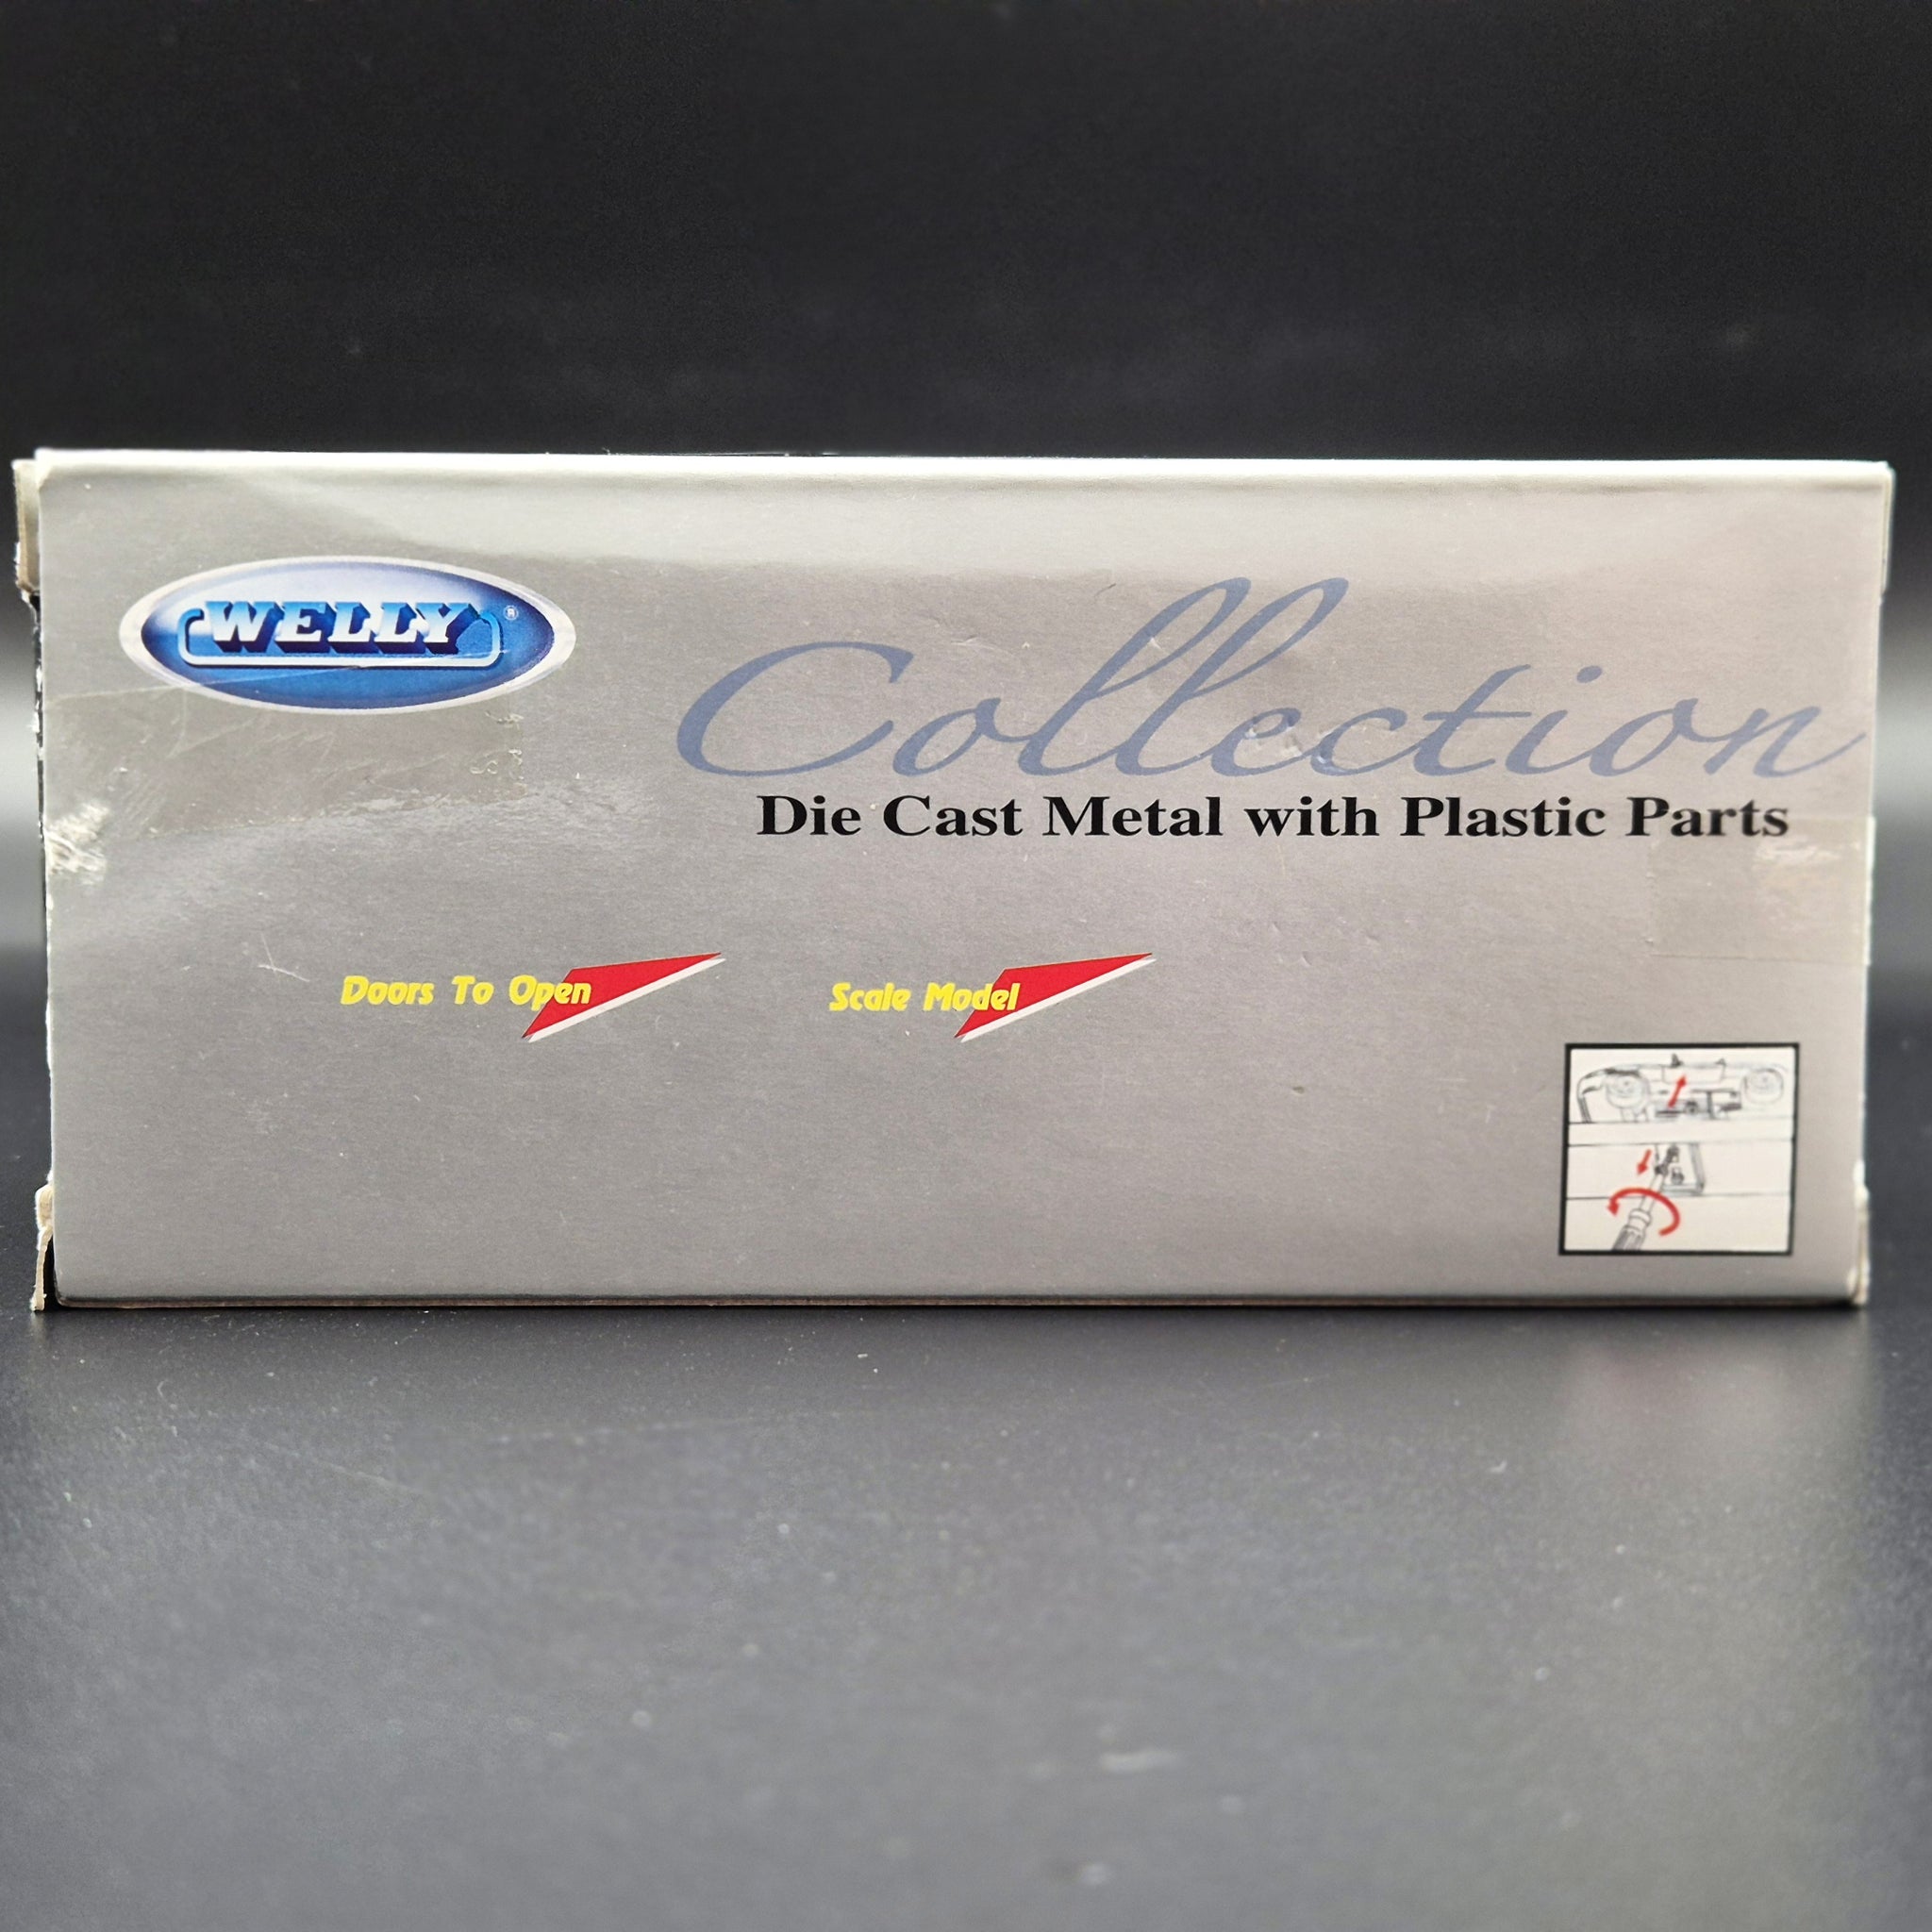 WELLY ®
Collection
Die Cast Metal with Plastic Parts
Doors To Open
Scale Model